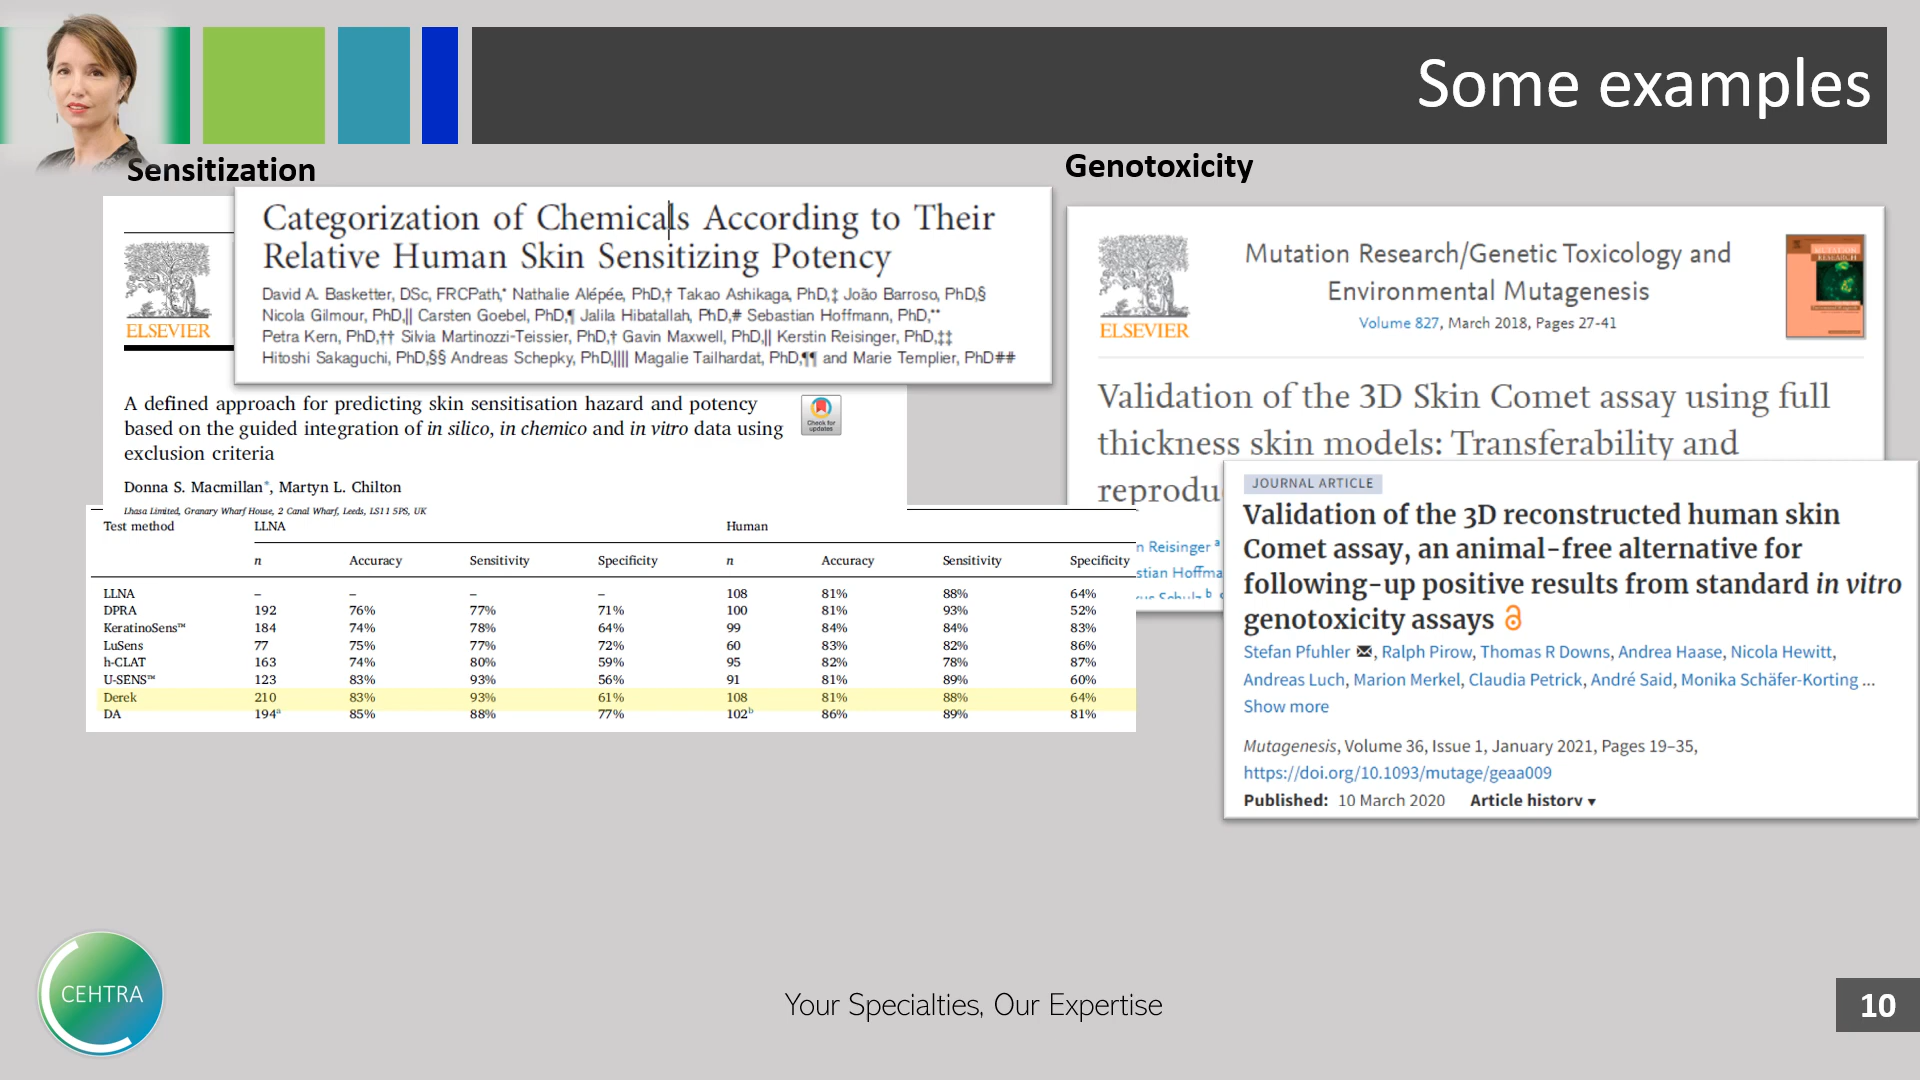 Some examples
Sensitization
Categorization of Chemicals According to Their
Relative Human Skin Sensitizing Potency
David A. Basketter, DSc, FRCPath,* Nathalie Alépée, PhD,† Takao Ashikaga, PhD,‡ João Barroso, PhD,§
Nicola Gilmour, PhD,|| Carsten Goebel, PhD,¶ Jalila Hibatallah, PhD,# Sebastian Hoffmann, PhD,**
Petra Kern, PhD,†† Silvia Martinozzi-Teissier, PhD,† Gavin Maxwell, PhD,|| Kerstin Reisinger, PhD,‡‡
Hitoshi Sakaguchi, PhD,§§ Andreas Schepky, PhD,|||| Magalie Tailhardat, PhD,¶¶ and Marie Templier, PhD##
ELSEVIER
A defined approach for predicting skin sensitisation hazard and potency
based on the guided integration of in silico, in chemico and in vitro data using
exclusion criteria
Check for
updates
Donna S. Macmillan*, Martyn L. Chilton
Lhasa Limited, Granary Wharf House, 2 Canal Wharf, Leeds, LS11 5PS, UK
Test method LLNA Human
n Accuracy Sensitivity Specificity n Accuracy Sensitivity Specificity
LLNA – – – – 108 81% 88% 64%
DPRA 192 76% 77% 71% 100 81% 93% 52%
KeratinoSens™ 184 74% 78% 64% 99 84% 84% 83%
LuSens 77 75% 77% 72% 60 83% 82% 86%
h-CLAT 163 74% 80% 59% 95 82% 78% 87%
U-SENS™ 123 83% 93% 56% 91 81% 89% 60%
Derek 210 83% 93% 61% 108 81% 88% 64%
DA 194a 85% 88% 77% 102b 86% 89% 81%
Genotoxicity
ELSEVIER
Mutation Research/Genetic Toxicology and
Environmental Mutagenesis
Volume 827, March 2018, Pages 27-41
MUTATION
RESEARCH
Validation of the 3D Skin Comet assay using full
thickness skin models: Transferability and
reprodu
n Reisinger a
stian Hoffma
JOURNAL ARTICLE
Validation of the 3D reconstructed human skin
Comet assay, an animal-free alternative for
following-up positive results from standard in vitro
genotoxicity assays
Stefan Pfuhler, Ralph Pirow, Thomas R Downs, Andrea Haase, Nicola Hewitt,
Andreas Luch, Marion Merkel, Claudia Petrick, André Said, Monika Schäfer-Korting ...
Show more
Mutagenesis, Volume 36, Issue 1, January 2021, Pages 19–35,
https://doi.org/10.1093/mutage/geaa009
Published: 10 March 2020 Article history ▾
CEHTRA
Your Specialties, Our Expertise
10